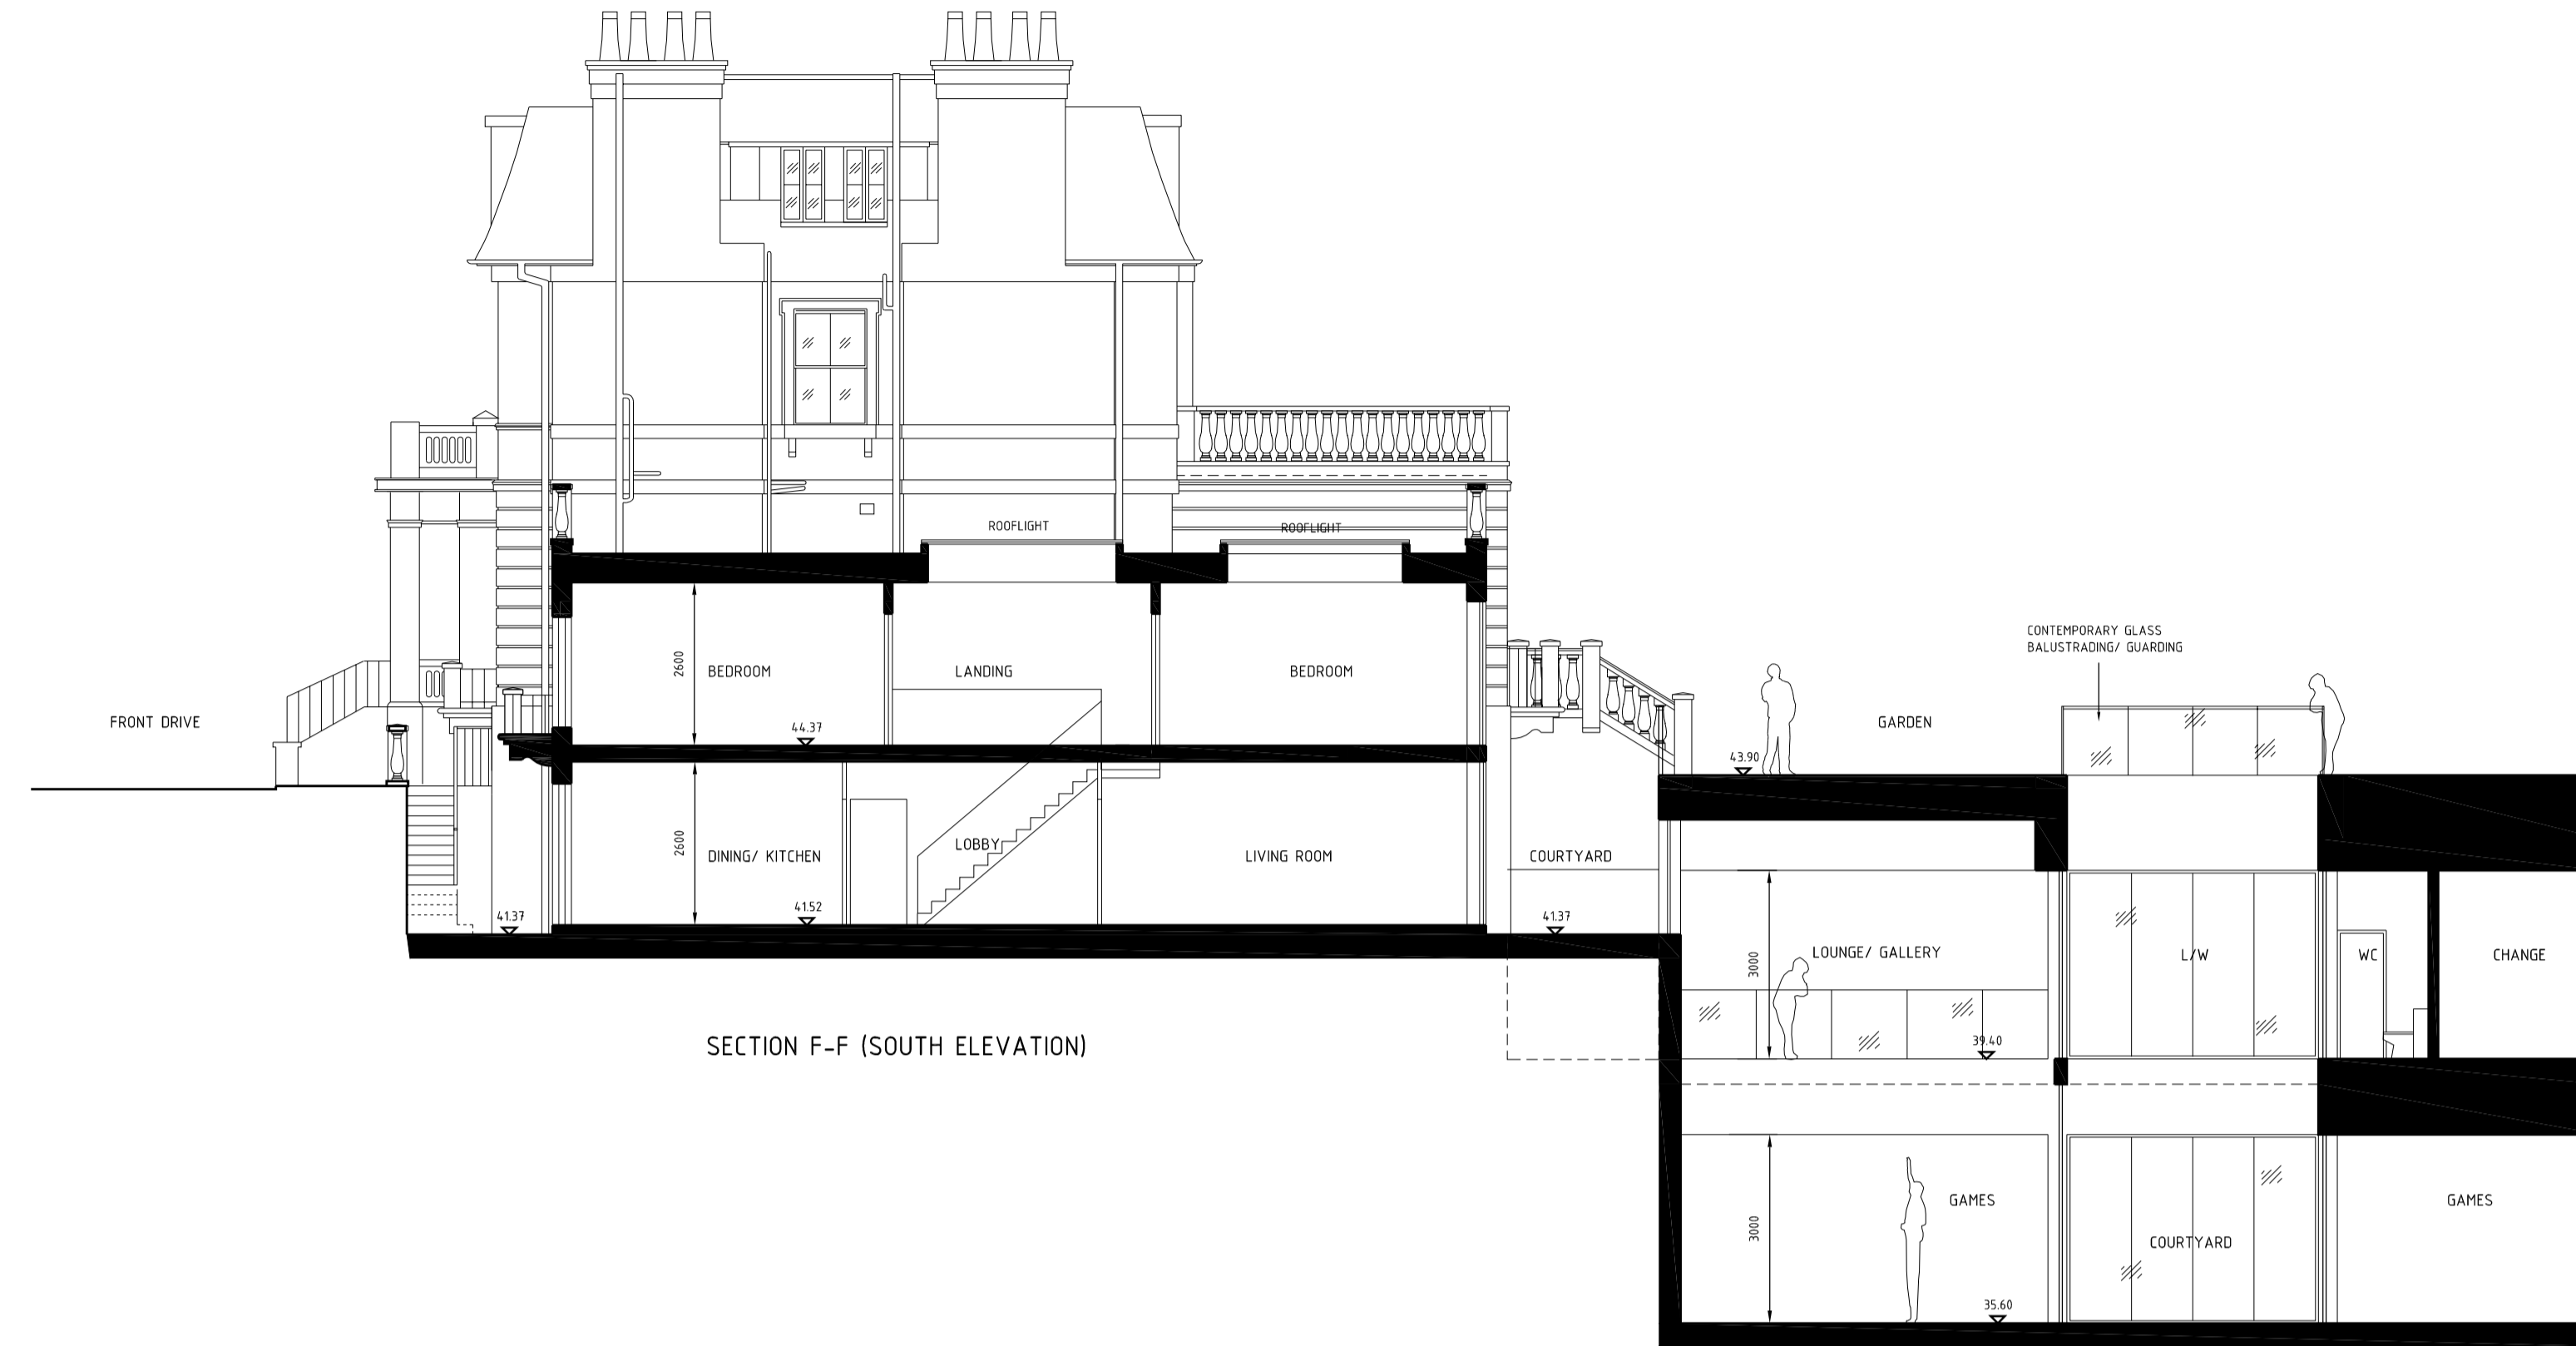 ROOFLIGHT
ROOFLIGHT
CONTEMPORARY GLASS
BALUSTRADING/ GUARDING
2600
BEDROOM
LANDING
BEDROOM
FRONT DRIVE
44.37
GARDEN
43.90
2600
DINING/ KITCHEN
LOBBY
LIVING ROOM
COURTYARD
41.37
41.52
41.37
3000
LOUNGE/ GALLERY
L/W
WC
CHANGE
39.40
SECTION F-F (SOUTH ELEVATION)
3000
GAMES
GAMES
COURTYARD
35.60